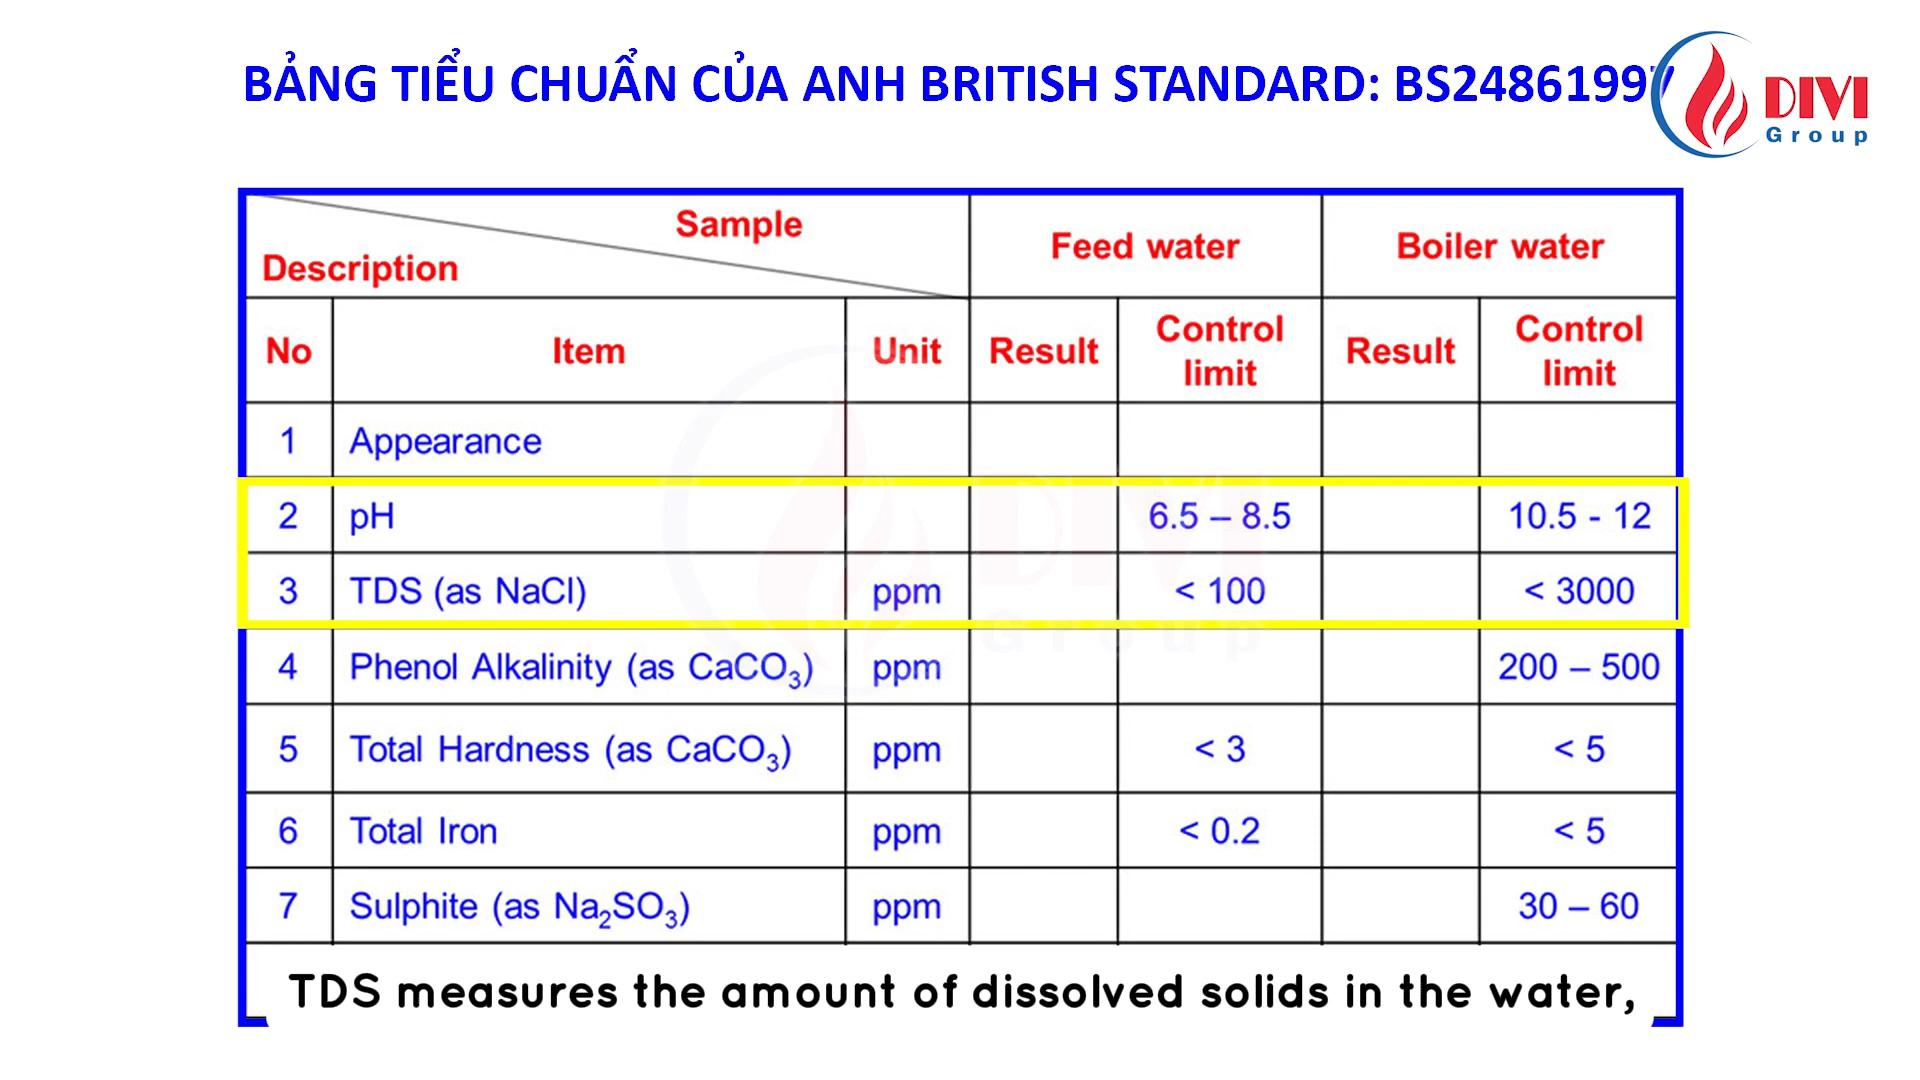 BẢNG TIỂU CHUẨN CỦA ANH BRITISH STANDARD: BS24861997
DIVI
Group
Sample
Description
Feed water
Boiler water
No
Item
Unit
Result
Control
limit
Result
Control
limit
1 Appearance
2 pH 6.5 – 8.5 10.5 - 12
3 TDS (as NaCl) ppm < 100 < 3000
4 Phenol Alkalinity (as CaCO₃) ppm 200 – 500
5 Total Hardness (as CaCO₃) ppm < 3 < 5
6 Total Iron ppm < 0.2 < 5
7 Sulphite (as Na₂SO₃) ppm 30 – 60
DIVI
Group
TDS measures the amount of dissolved solids in the water,